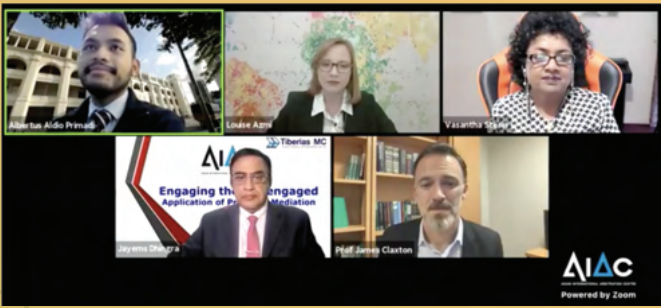 Albertus Aldio Primadi
Louise Azmi
Vasantha
AIAC
Tiberias MC
Engaging the
engaged
Application of
Mediation
Jayems Dhingra
Prof James Claxton
AIAC
ASIAN INTERNATIONAL ARBITRATION CENTRE
Powered by Zoom